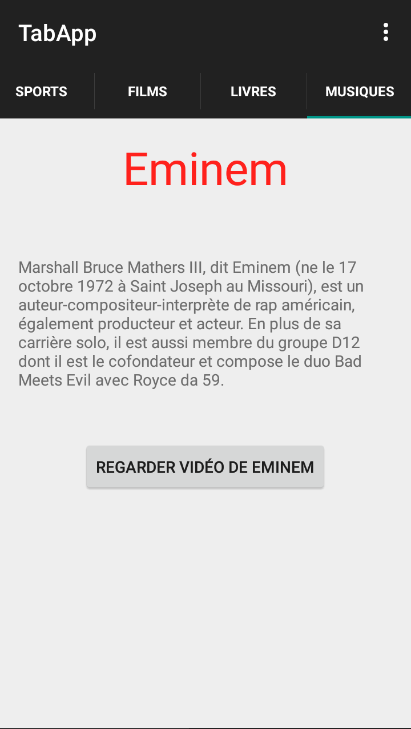 TabApp
SPORTS FILMS LIVRES MUSIQUES
Eminem
Marshall Bruce Mathers III, dit Eminem (ne le 17
octobre 1972 à Saint Joseph au Missouri), est un
auteur-compositeur-interprète de rap américain,
également producteur et acteur. En plus de sa
carrière solo, il est aussi membre du groupe D12
dont il est le cofondateur et compose le duo Bad
Meets Evil avec Royce da 59.
REGARDER VIDÉO DE EMINEM